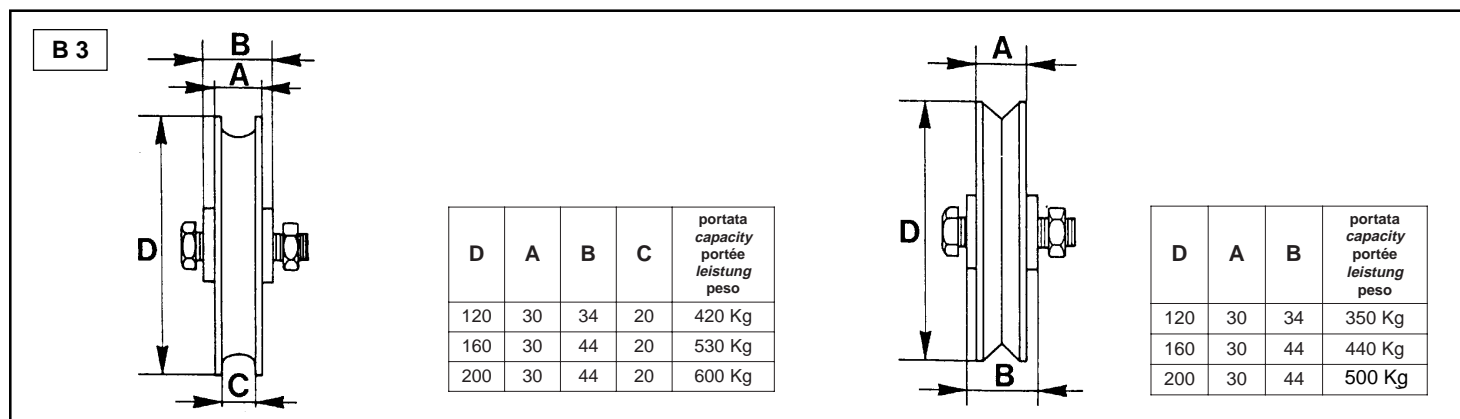 B 3
B
A
D
C
D A B C portata capacity portée leistung peso
120 30 34 20 420 Kg
160 30 44 20 530 Kg
200 30 44 20 600 Kg
A
D
B
D A B portata capacity portée leistung peso
120 30 34 350 Kg
160 30 44 440 Kg
200 30 44 500 Kg